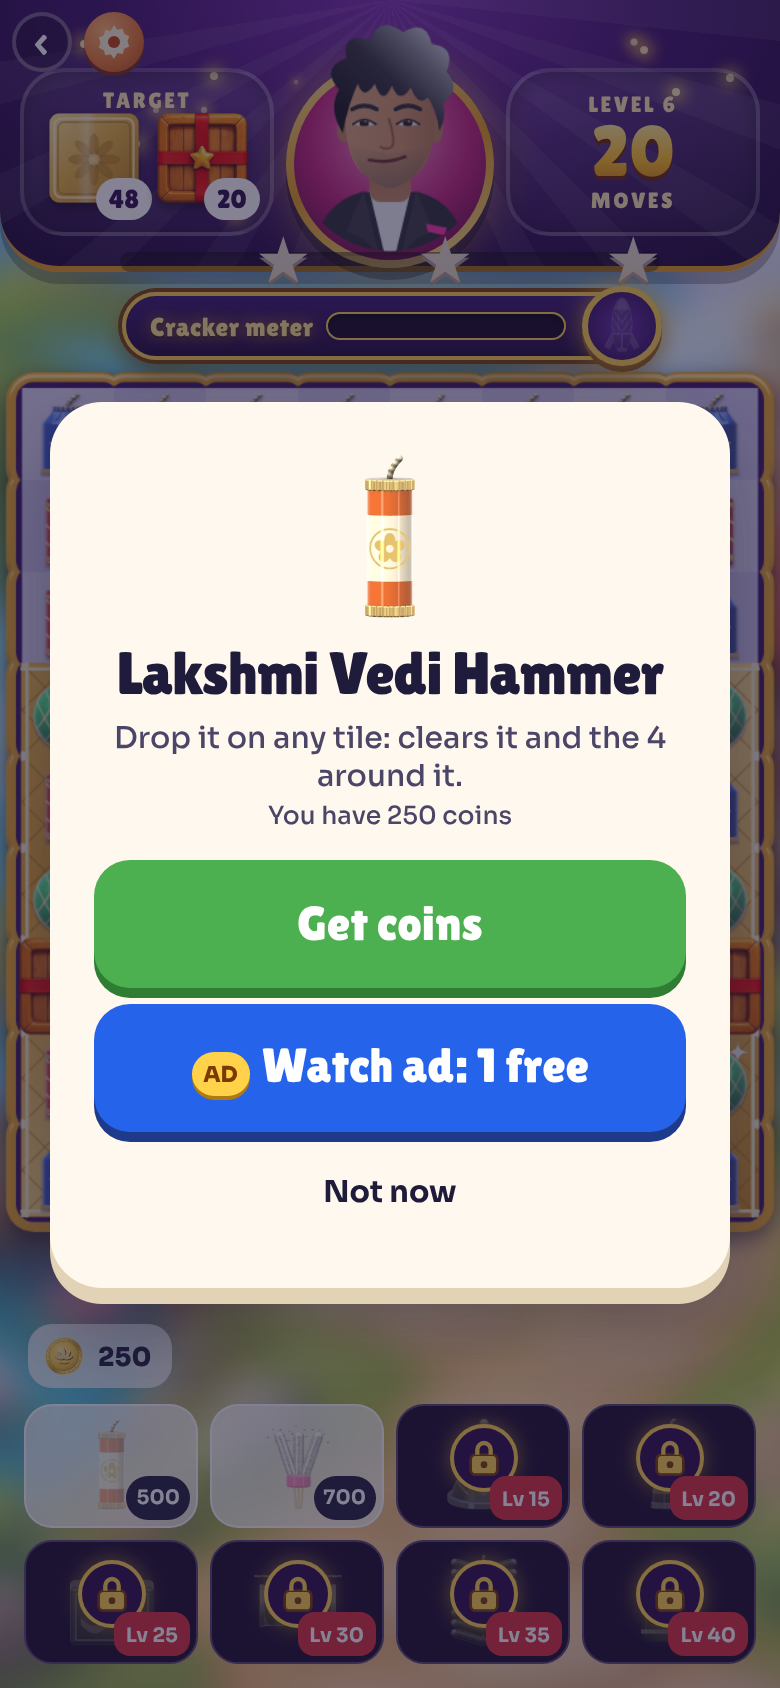 TARGET
48
20
LEVEL 6
20
MOVES
Cracker meter
Lakshmi Vedi Hammer
Drop it on any tile: clears it and the 4
around it.
You have 250 coins
Get coins
AD Watch ad: 1 free
Not now
250
500
700
Lv 15
Lv 20
Lv 25
Lv 30
Lv 35
Lv 40